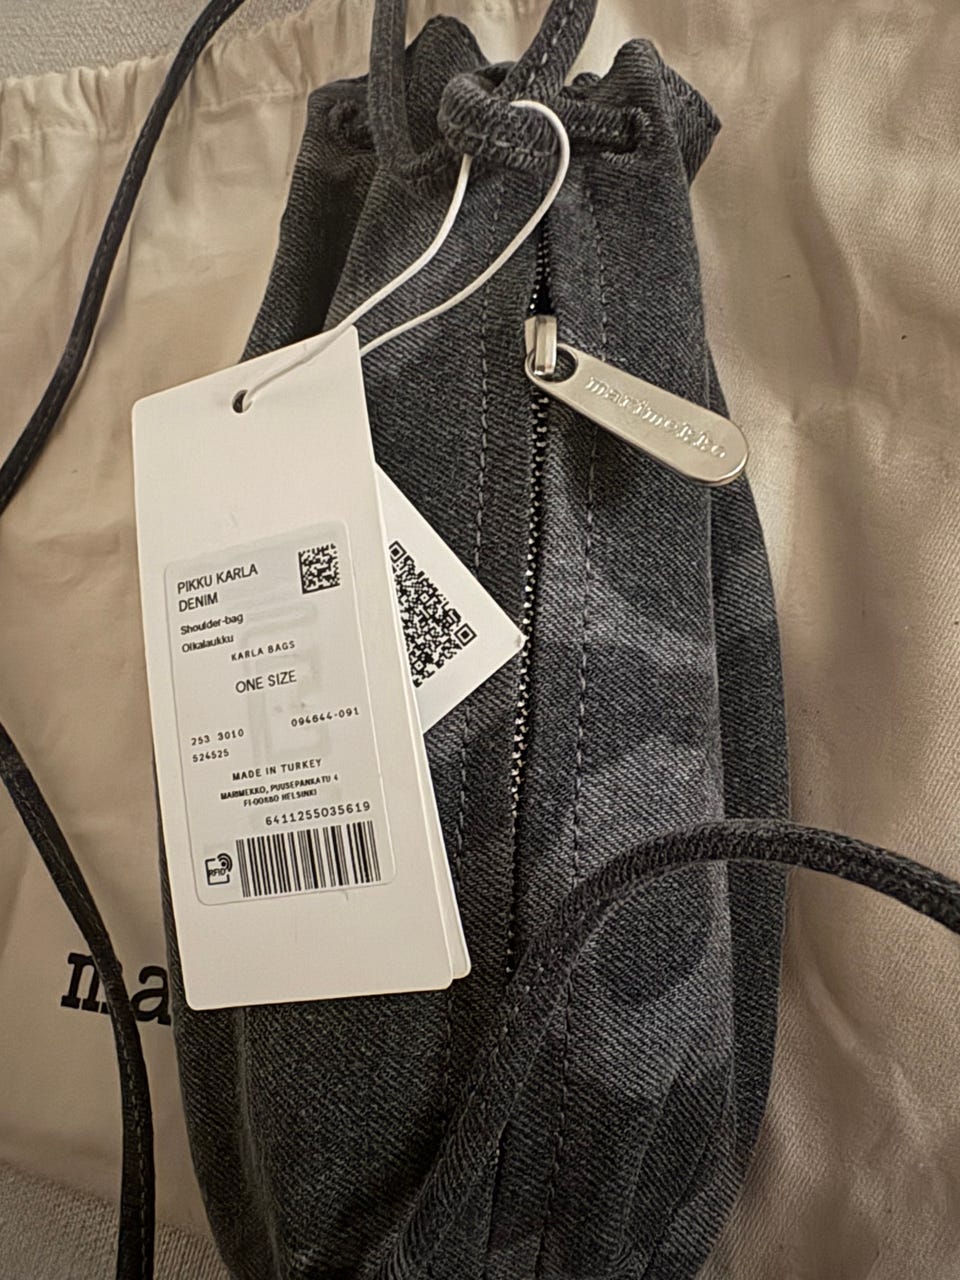 marimekko
PIKKU KARLA
DENIM
Shoulder-bag
Olkalaukku
KARLA BAGS
ONE SIZE
094644-091
253 3010
524525
MADE IN TURKEY
MARIMEKKO, PUUSEPANKATU 4
FI-00880 HELSINKI
6411255035619
RFID
ma